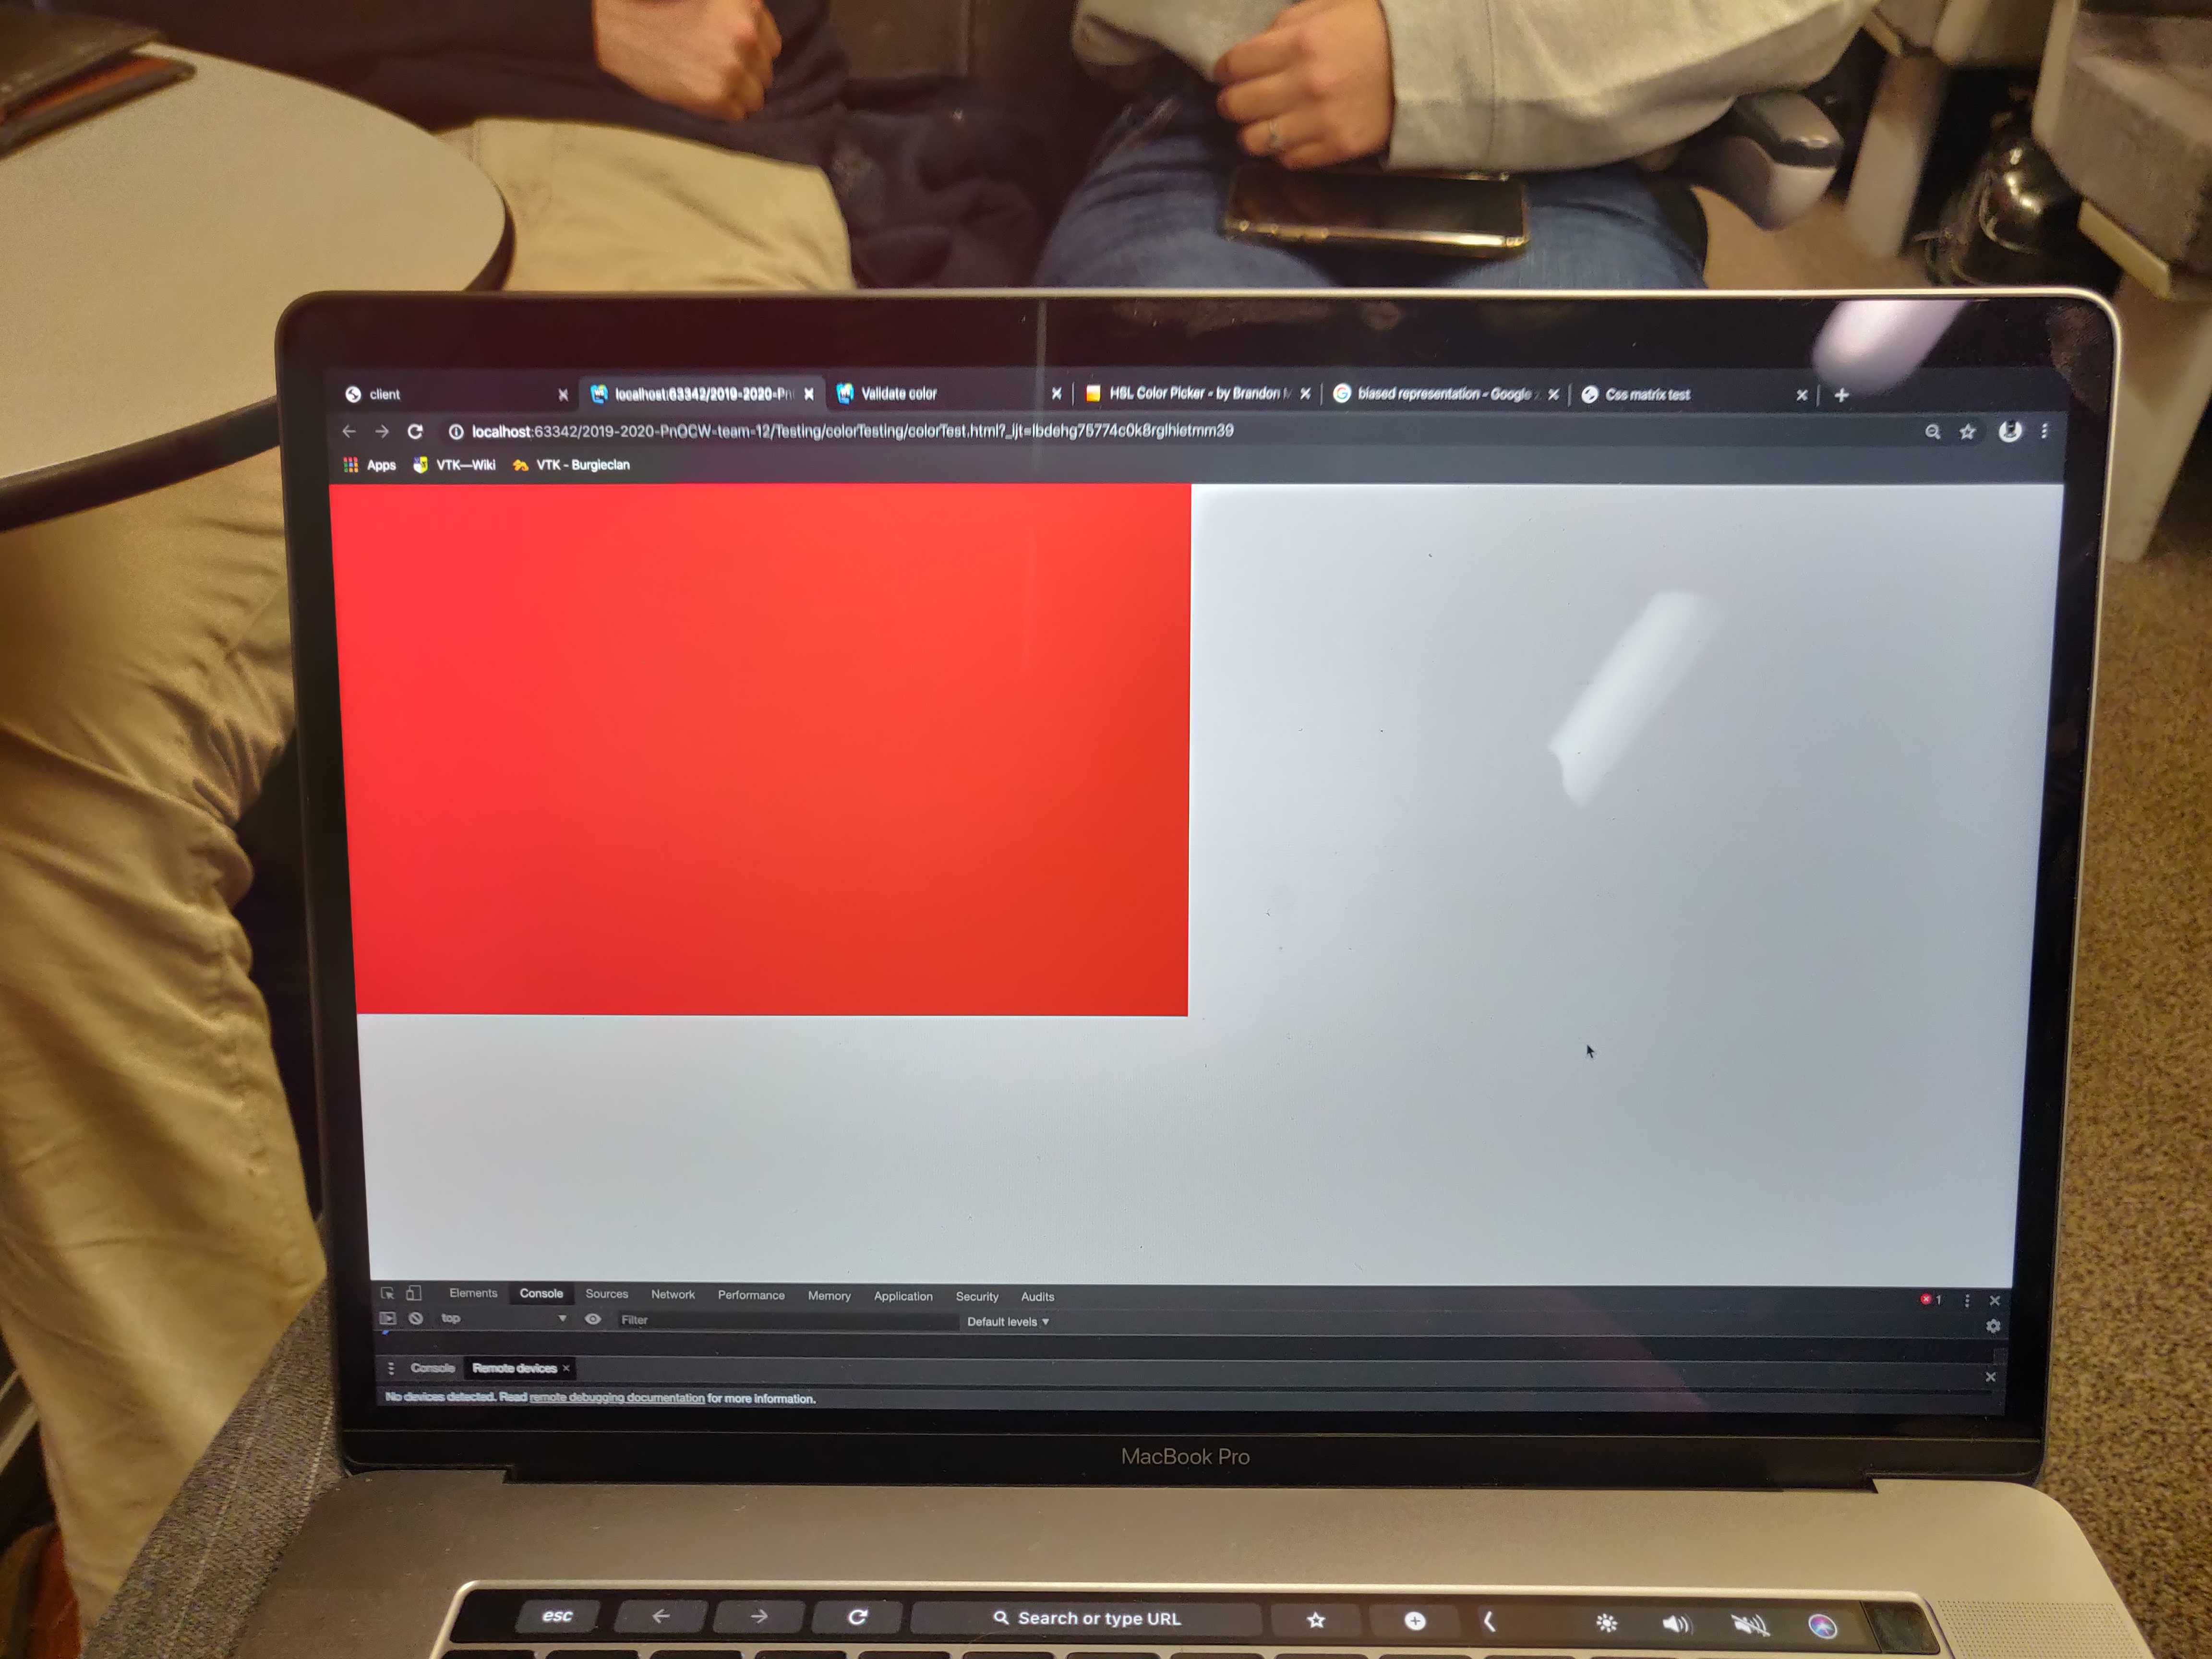 client
localhost:63342/2019-2020-Pn
Validate color
HSL Color Picker - by Brandon M
biased representation - Google
Css matrix test
localhost:63342/2019-2020-PnOCW-team-12/Testing/colorTesting/colorTest.html?_ijt=lbdehg76774c0k8rglhietmm39
Apps
VTK—Wiki
VTK - Burgieclan
Elements
Console
Sources
Network
Performance
Memory
Application
Security
Audits
1
top
Filter
Default levels
Console
Remote devices
No devices detected. Read remote debugging documentation for more information.
MacBook Pro
esc
Search or type URL